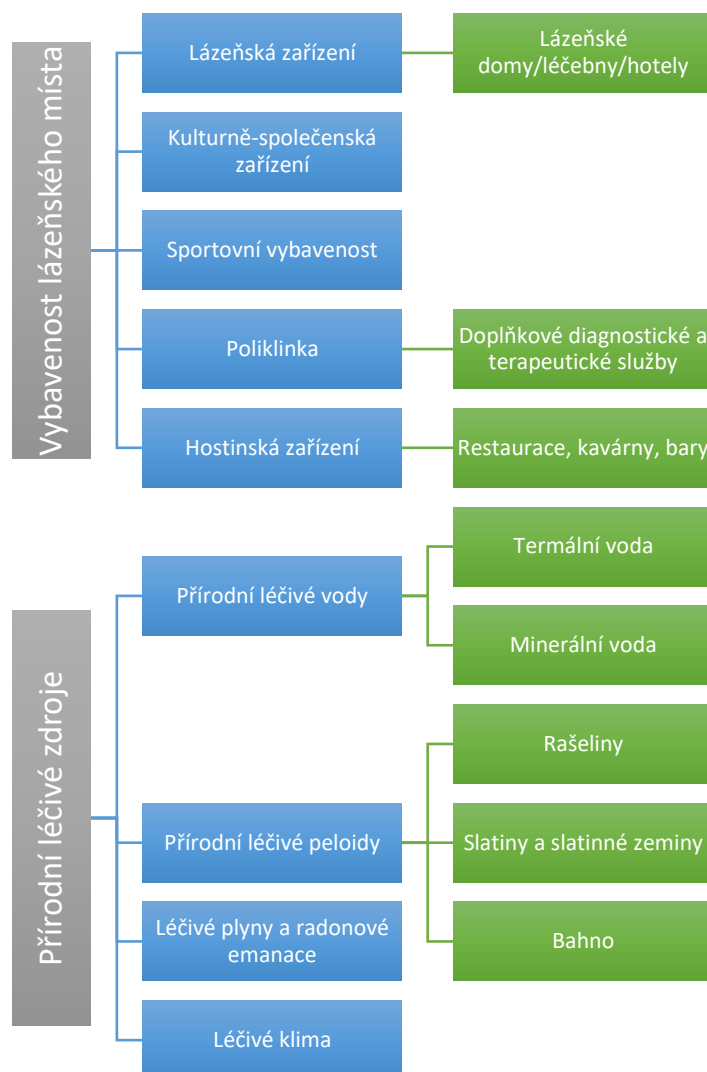 Vybavenost lázeňského místa
Lázeňská zařízení
Lázeňské
domy/léčebny/hotely
Kulturně-společenská
zařízení
Sportovní vybavenost
Poliklinka
Doplňkové diagnostické a
terapeutické služby
Hostinská zařízení
Restaurace, kavárny, bary
Přírodní léčivé zdroje
Přírodní léčivé vody
Termální voda
Minerální voda
Přírodní léčivé peloidy
Rašeliny
Slatiny a slatinné zeminy
Bahno
Léčivé plyny a radonové
emanace
Léčivé klima